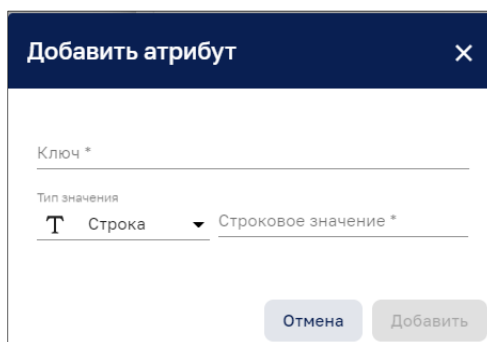 Добавить атрибут
Ключ *
Тип значения
Строка Строковое значение *
Отмена Добавить